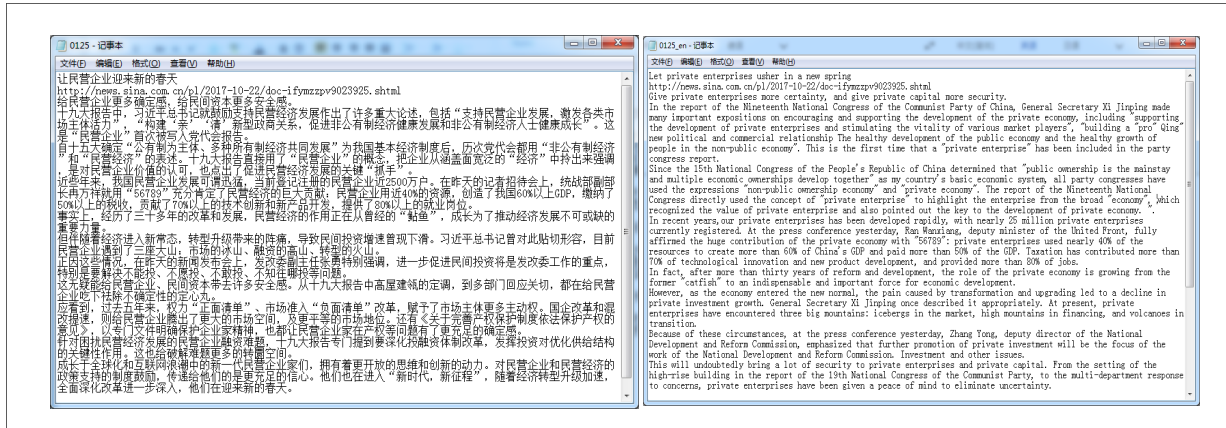 0125 - 记事本
文件(F) 编辑(E) 格式(O) 查看(V) 帮助(H)
让民营企业迎来新的春天
http://news.sina.com.cn/pl/2017-10-22/doc-ifymzzpv9023925.shtml
给民营企业更多确定感，给民间资本更多安全感。
十九大报告中，习近平总书记就鼓励支持民营经济发展作出了许多重大论述，包括“支持民营企业发展，激发各类市
场主体活力”，“构建‘亲’‘清’新型政商关系，促进非公有制经济健康发展和非公有制经济人士健康成长”。这
是“民营企业”首次被写入党代会报告。
自十五大确定“公有制为主体、多种所有制经济共同发展”为我国基本经济制度后，历次党代会都用“非公有制经济
”和“民营经济”的表述。十九大报告直接用了“民营企业”的概念，把企业从涵盖面宽泛的“经济”中拎出来强调
，是对民营企业价值的认可，也点出了促进民营经济发展的关键“抓手”。
近些年来，我国民营企业发展可谓迅猛，当前登记注册的民营企业近2500万户。在昨天的记者招待会上，统战部副部
长冉万祥就用“56789”充分肯定了民营经济的巨大贡献：民营企业用近40%的资源，创造了我国60%以上GDP，缴纳了
50%以上的税收，贡献了70%以上的技术创新和新产品开发，提供了80%以上的就业岗位。
事实上，经历了三十多年的改革和发展，民营经济的作用正在从曾经的“鲇鱼”，成长为了推动经济发展不可或缺的
重要力量。
但伴随着经济进入新常态，转型升级带来的阵痛，导致民间投资增速曾现下滑。习近平总书记曾对此贴切形容，目前
民营企业遇到了三座大山：市场的冰山、融资的高山、转型的火山。
正因这些情况，在昨天的新闻发布会上，发改委副主任张勇特别强调，进一步促进民间投资将是发改委工作的重点，
特别是要解决不能投、不愿投、不敢投、不知往哪投等问题。
这无疑能给民营企业、民间资本带去许多安全感。从十九大报告中高屋建瓴的定调，到多部门回应关切，都在给民营
企业吃下祛除不确定性的定心丸。
应看到，过去五年来，权力“正面清单”、市场准入“负面清单”改革，赋予了市场主体更多主动权。国企改革和混
改提速，则给民营企业腾出了更大的市场空间，及更平等的市场地位。还有《关于完善产权保护制度依法保护产权的
意见》，以专门文件明确保护企业家精神，也都让民营企业家在产权等问题有了更充足的确定感。
针对困扰民营经济发展的民营企业融资难题，十九大报告专门提到要深化投融资体制改革，发挥投资对优化供给结构
的关键性作用。这也给破解难题更多的转圜空间。
成长于全球化和互联网浪潮中的新一代民营企业家们，拥有着更开放的思维和创新的动力。对民营企业和民营经济的
政策支持的制度鼓励，传递给他们的是更充足的信心。他们也在进入“新时代，新征程”，随着经济转型升级加速，
全面深化改革进一步深入，他们在迎来新的春天。
0125_en - 记事本
文件(F) 编辑(E) 格式(O) 查看(V) 帮助(H)
Let private enterprises usher in a new spring
http://news.sina.com.cn/pl/2017-10-22/doc-ifymzzpv9023925.shtml
Give private enterprises more certainty, and give private capital more security.
In the report of the Nineteenth National Congress of the Communist Party of China, General Secretary Xi Jinping made
many important expositions on encouraging and supporting the development of the private economy, including "supporting
the development of private enterprises and stimulating the vitality of various market players", "building a "pro" Qing"
new political and commercial relationship The healthy development of the public economy and the healthy growth of
people in the non-public economy". This is the first time that a "private enterprise" has been included in the party
congress report.
Since the 15th National Congress of the People's Republic of China determined that "public ownership is the mainstay
and multiple economic ownerships develop together" as my country's basic economic system, all party congresses have
used the expressions "non-public ownership economy" and "private economy". The report of the Nineteenth National
Congress directly used the concept of "private enterprise" to highlight the enterprise from the broad "economy", Which
recognized the value of private enterprise and also pointed out the key to the development of private economy. ".
In recent years,our private enterprises has been developed rapidly, with nearly 25 million private enterprises
currently registered. At the press conference yesterday, Ran Wanxiang, deputy minister of the United Front, fully
affirmed the huge contribution of the private economy with "56789": private enterprises used nearly 40% of the
resources to create more than 60% of China's GDP and paid more than 50% of the GDP. Taxation has contributed more than
70% of technological innovation and new product development, and provided more than 80% of jobs.
In fact, after more than thirty years of reform and development, the role of the private economy is growing from the
former "catfish" to an indispensable and important force for economic development.
However, as the economy entered the new normal, the pain caused by transformation and upgrading led to a decline in
private investment growth. General Secretary Xi Jinping once described it appropriately. At present, private
enterprises have encountered three big mountains: icebergs in the market, high mountains in financing, and volcanoes in
transition.
Because of these circumstances, at the press conference yesterday, Zhang Yong, deputy director of the National
Development and Reform Commission, emphasized that further promotion of private investment will be the focus of the
work of the National Development and Reform Commission. Investment and other issues.
This will undoubtedly bring a lot of security to private enterprises and private capital. From the setting of the
high-rise building in the report of the 19th National Congress of the Communist Party, to the multi-department response
to concerns, private enterprises have been given a peace of mind to eliminate uncertainty.